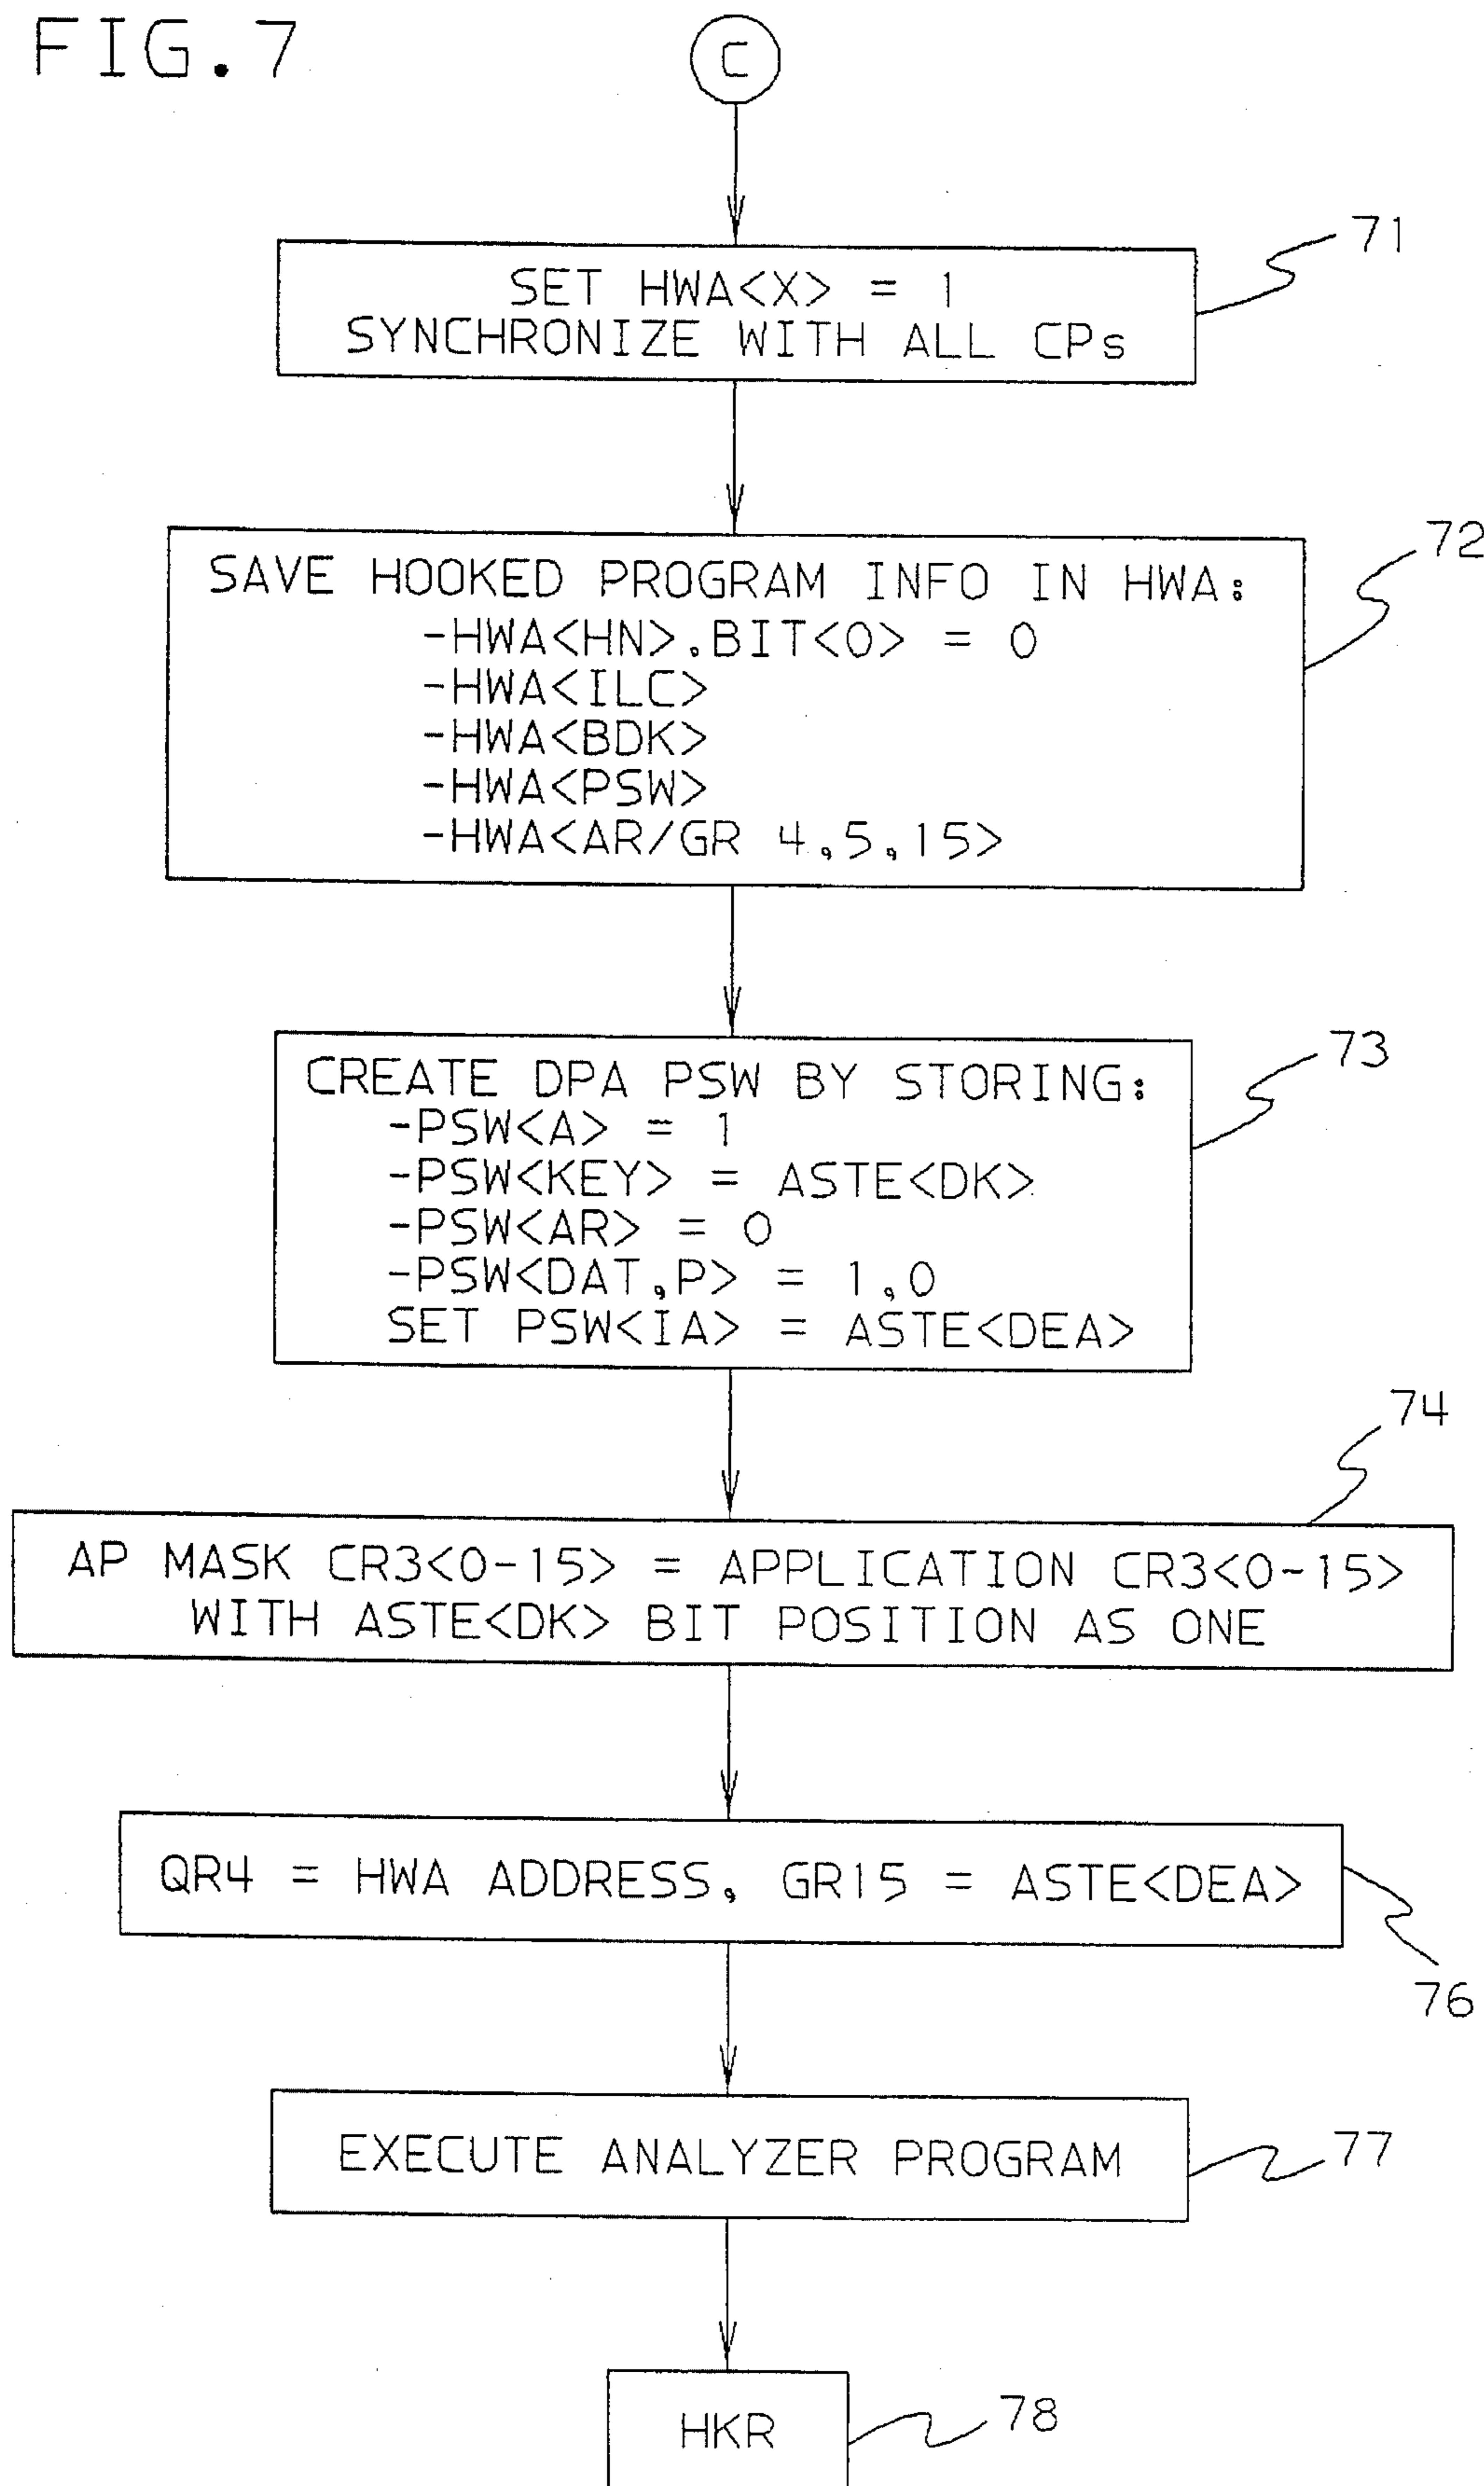 FIG.7
C
71
SET HWA<X> = 1
SYNCHRONIZE WITH ALL CPs
72
SAVE HOOKED PROGRAM INFO IN HWA:
-HWA<HN>.BIT<0> = 0
-HWA<ILC>
-HWA<BDK>
-HWA<PSW>
-HWA<AR/GR 4,5,15>
73
CREATE DPA PSW BY STORING:
-PSW<A> = 1
-PSW<KEY> = ASTE<DK>
-PSW<AR> = 0
-PSW<DAT,P> = 1,0
SET PSW<IA> = ASTE<DEA>
74
AP MASK CR3<0-15> = APPLICATION CR3<0-15>
WITH ASTE<DK> BIT POSITION AS ONE
QR4 = HWA ADDRESS, GR15 = ASTE<DEA>
76
EXECUTE ANALYZER PROGRAM
77
HKR
78